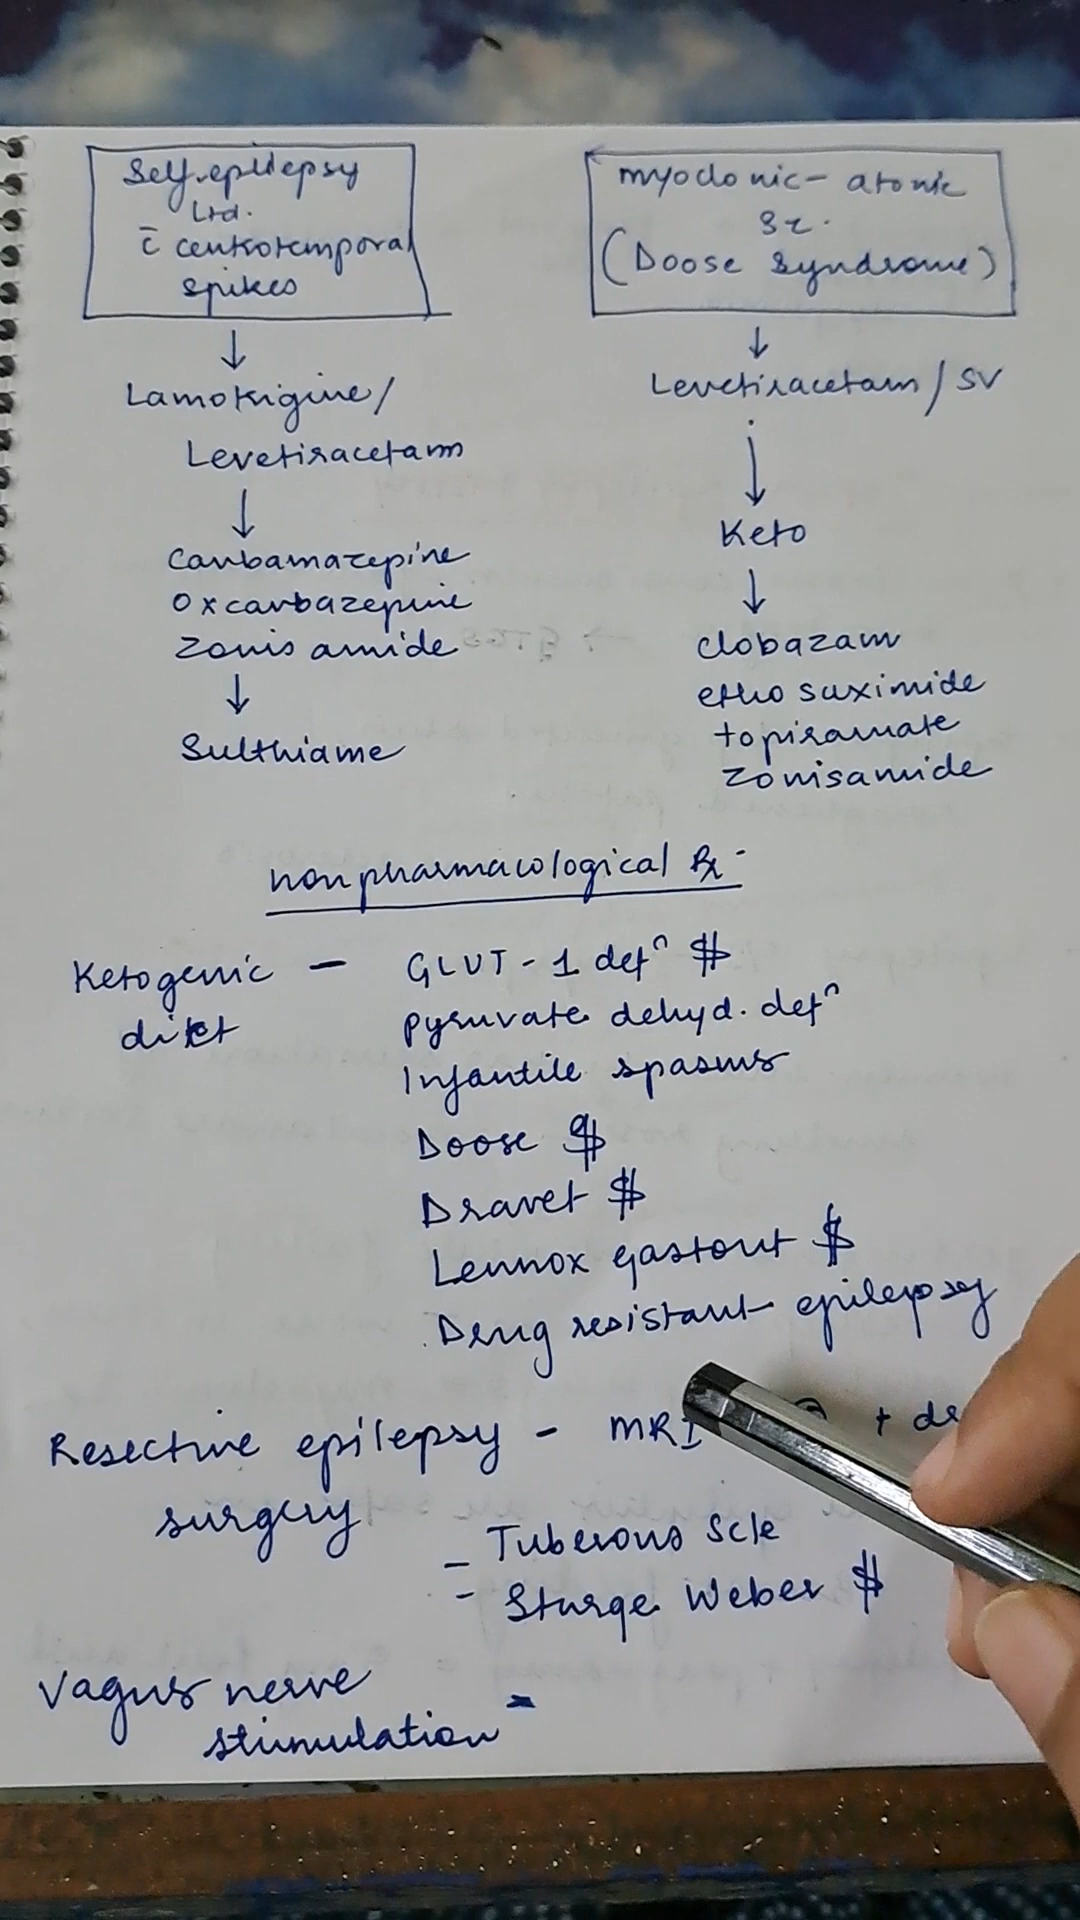 Self. epilepsy
Ltd.
c̄ centrotemporal
spikes
↓
Lamotrigine/
Levetiracetam
↓
Carbamazepine
Oxcarbazepine
Zonisamide
↓
Sulthiame
myoclonic- atonic
Sz.
(Doose Syndrome)
↓
Levetiracetam / SV
↓
Keto
↓
clobazam
ethosuximide
topiramate
Zonisamide
nonpharmacological Rx -
Ketogenic diet — GLUT - 1 defⁿ $
pyruvate dehyd. defⁿ
Infantile spasms
Doose $
Dravet $
Lennox gastout $
Drug resistant epilepsy
Resective epilepsy surgery - MRI + dr
- Tuberous Scle
- Sturge Weber $
Vagus nerve stimulation -